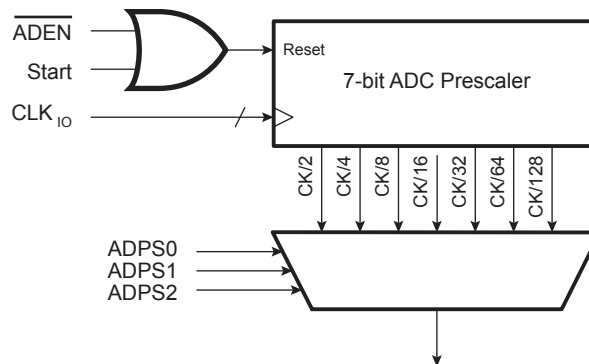 ADEN
Start
CLK IO
Reset
7-bit ADC Prescaler
CK/2
CK/4
CK/8
CK/16
CK/32
CK/64
CK/128
ADPS0
ADPS1
ADPS2